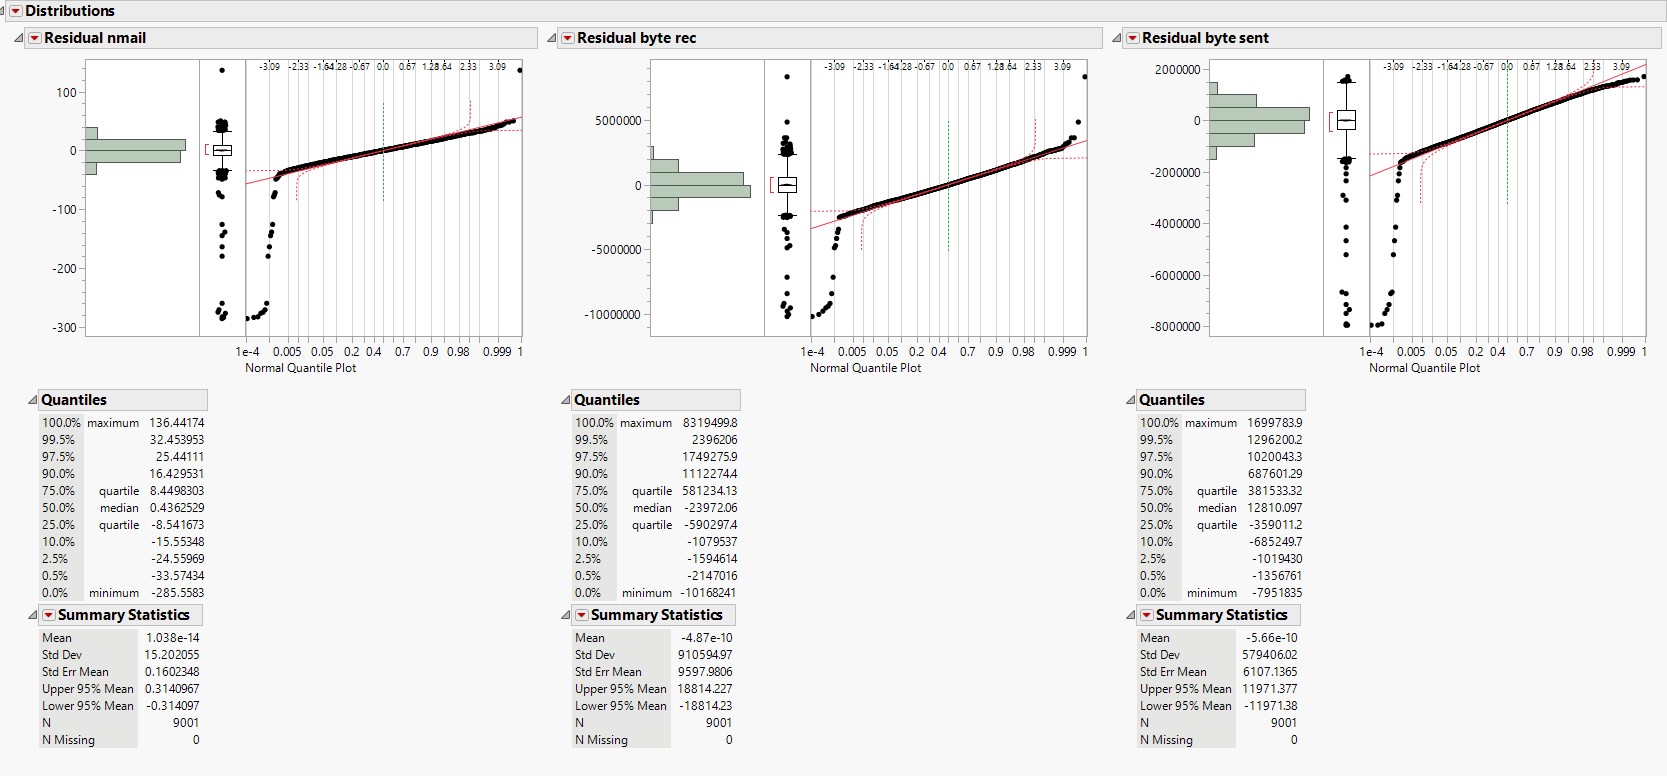 Distributions
Residual nmail
-3.09 -2.33 -1.64 -1.28 -0.67 0.0 0.67 1.28 1.64 2.33 3.09
100
0
-100
-200
-300
1e-4 0.005 0.05 0.2 0.4 0.7 0.9 0.98 0.999 1
Normal Quantile Plot
Quantiles
100.0% maximum 136.44174
99.5% 32.453953
97.5% 25.44111
90.0% 16.429531
75.0% quartile 8.4498303
50.0% median 0.4362529
25.0% quartile -8.541673
10.0% -15.55348
2.5% -24.55969
0.5% -33.57434
0.0% minimum -285.5583
Summary Statistics
Mean 1.038e-14
Std Dev 15.202055
Std Err Mean 0.1602348
Upper 95% Mean 0.3140967
Lower 95% Mean -0.314097
N 9001
N Missing 0
Residual byte rec
-3.09 -2.33 -1.64 -1.28 -0.67 0.0 0.67 1.28 1.64 2.33 3.09
5000000
0
-5000000
-10000000
1e-4 0.005 0.05 0.2 0.4 0.7 0.9 0.98 0.999 1
Normal Quantile Plot
Quantiles
100.0% maximum 8319499.8
99.5% 2396206
97.5% 1749275.9
90.0% 1112274.4
75.0% quartile 581234.13
50.0% median -23972.06
25.0% quartile -590297.4
10.0% -1079537
2.5% -1594614
0.5% -2147016
0.0% minimum -10168241
Summary Statistics
Mean -4.87e-10
Std Dev 910594.97
Std Err Mean 9597.9806
Upper 95% Mean 18814.227
Lower 95% Mean -18814.23
N 9001
N Missing 0
Residual byte sent
-3.09 -2.33 -1.64 -1.28 -0.67 0.0 0.67 1.28 1.64 2.33 3.09
2000000
0
-2000000
-4000000
-6000000
-8000000
1e-4 0.005 0.05 0.2 0.4 0.7 0.9 0.98 0.999 1
Normal Quantile Plot
Quantiles
100.0% maximum 1699783.9
99.5% 1296200.2
97.5% 1020043.3
90.0% 687601.29
75.0% quartile 381533.32
50.0% median 12810.097
25.0% quartile -359011.2
10.0% -685249.7
2.5% -1019430
0.5% -1356761
0.0% minimum -7951835
Summary Statistics
Mean -5.66e-10
Std Dev 579406.02
Std Err Mean 6107.1365
Upper 95% Mean 11971.377
Lower 95% Mean -11971.38
N 9001
N Missing 0